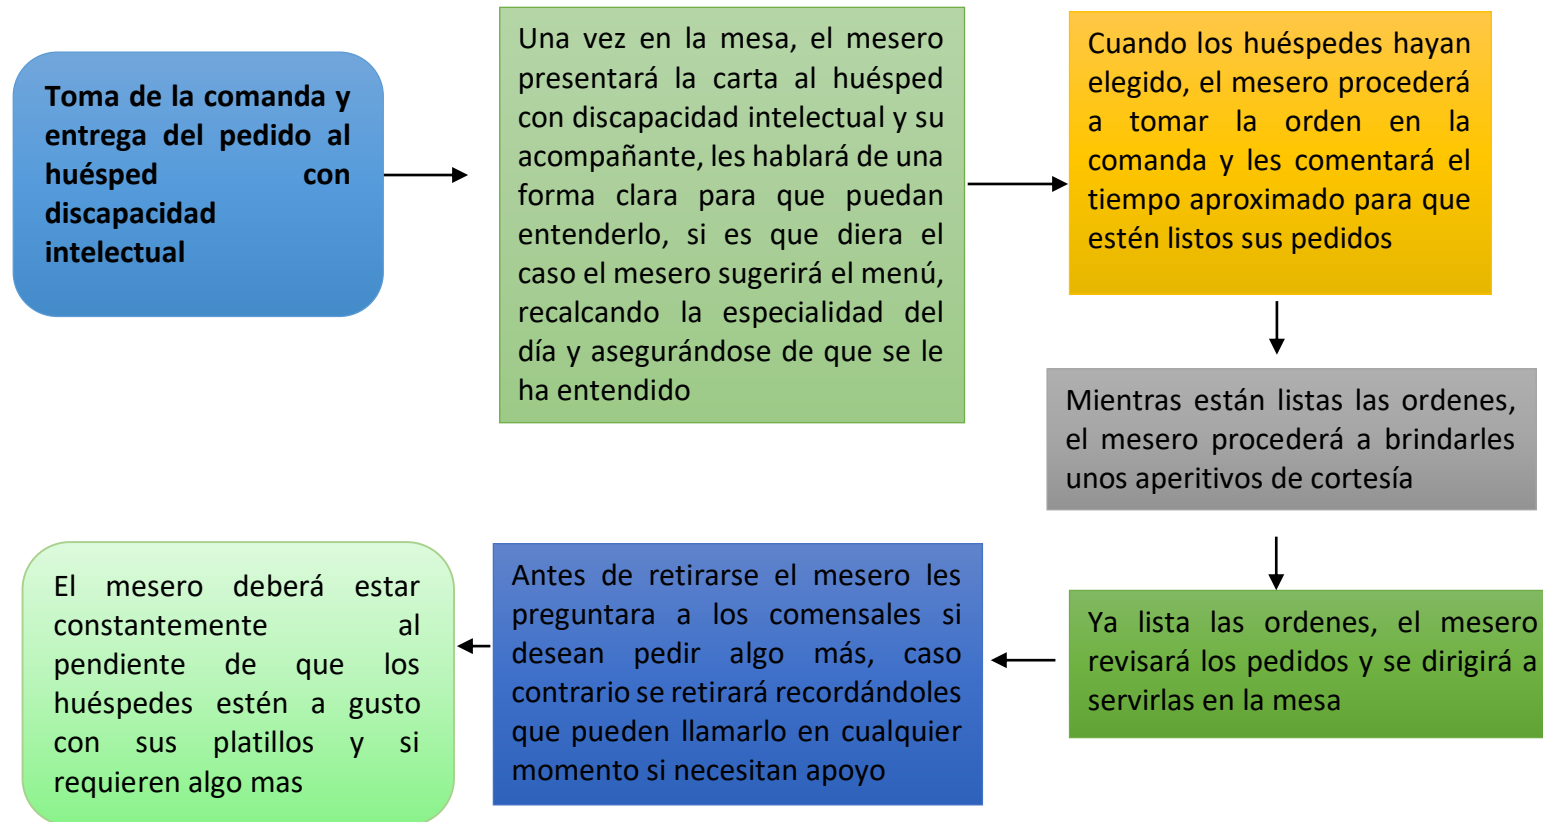 Toma de la comanda y
entrega del pedido al
huésped con
discapacidad
intelectual
Una vez en la mesa, el mesero
presentará la carta al huésped
con discapacidad intelectual y su
acompañante, les hablará de una
forma clara para que puedan
entenderlo, si es que diera el
caso el mesero sugerirá el menú,
recalcando la especialidad del
día y asegurándose de que se le
ha entendido
Cuando los huéspedes hayan
elegido, el mesero procederá
a tomar la orden en la
comanda y les comentará el
tiempo aproximado para que
estén listos sus pedidos
Mientras están listas las ordenes,
el mesero procederá a brindarles
unos aperitivos de cortesía
Ya lista las ordenes, el mesero
revisará los pedidos y se dirigirá a
servirlas en la mesa
Antes de retirarse el mesero les
preguntara a los comensales si
desean pedir algo más, caso
contrario se retirará recordándoles
que pueden llamarlo en cualquier
momento si necesitan apoyo
El mesero deberá estar
constantemente al
pendiente de que los
huéspedes estén a gusto
con sus platillos y si
requieren algo mas